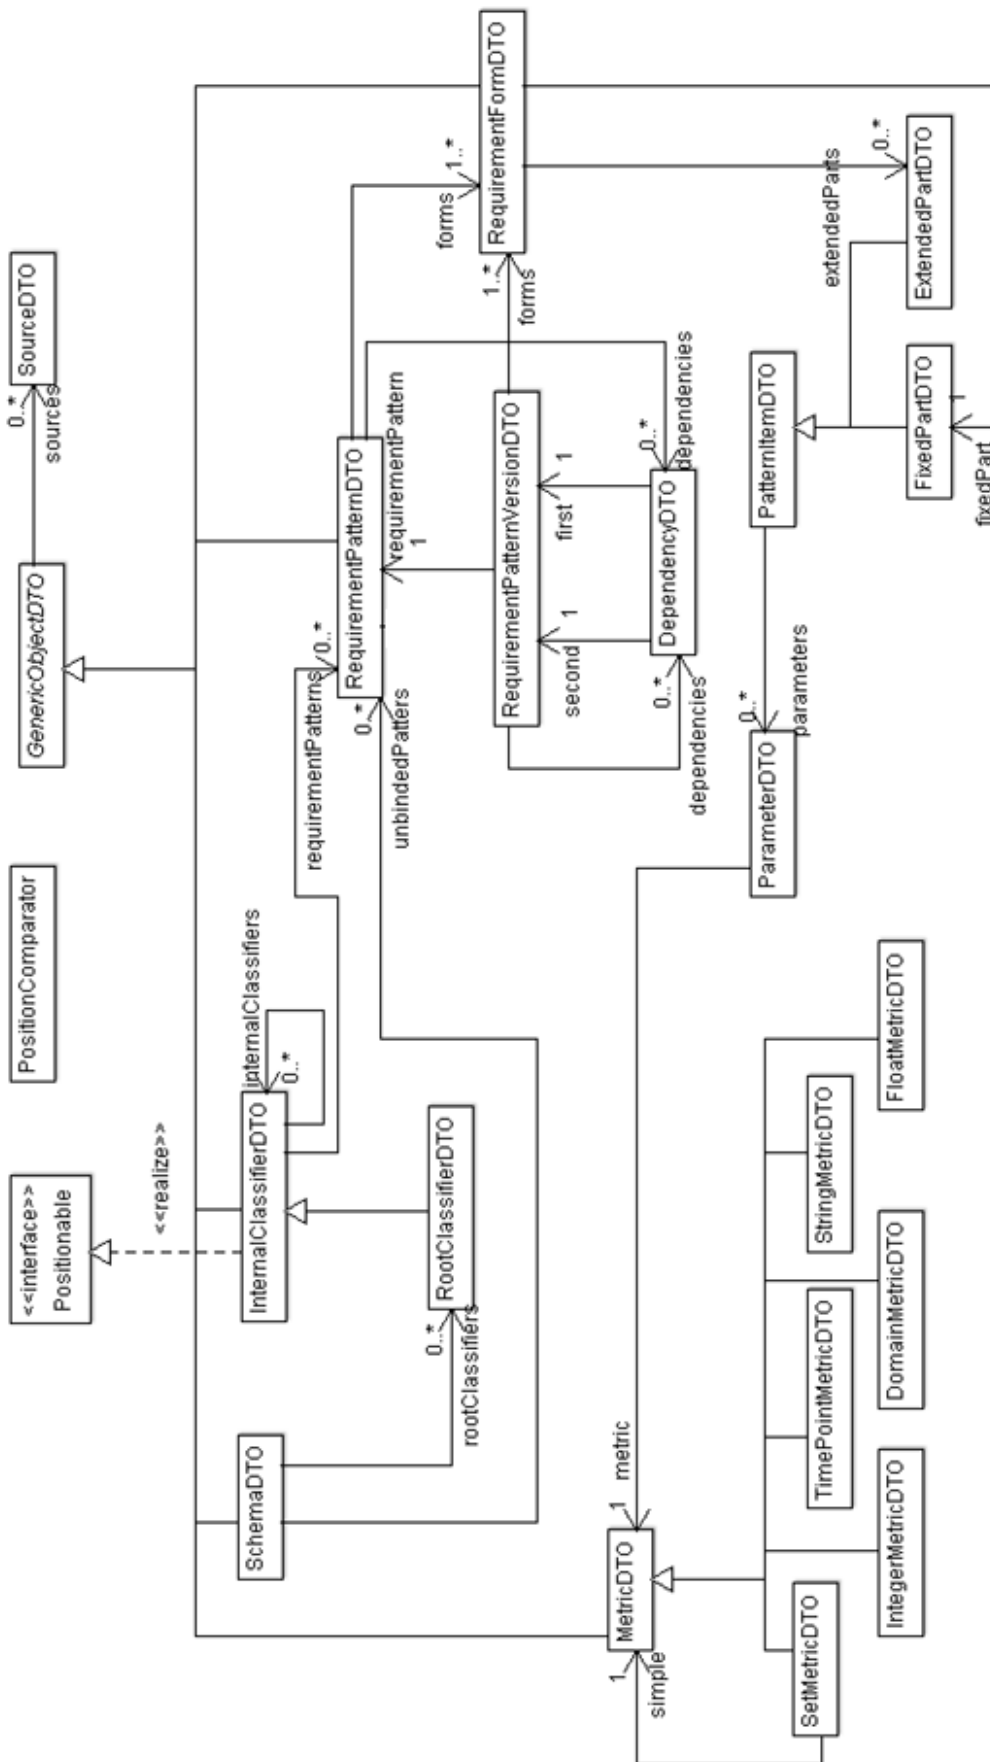 <<interface>>
Positionable
PositionComparator
GenericObjectDTO
0..*
sources
SourceDTO
<<realize>>
SchemaDTO
InternalClassifierDTO
internalClassifiers
0..*
requirementPatterns
0..*
RequirementPatternDTO
0..*
unbindedPatters
requirementPattern
1
forms
1..*
RequirementFormDTO
RootClassifierDTO
0..*
rootClassifiers
RequirementPatternVersionDTO
1..*
forms
second
1
first
1
DependencyDTO
0..*
dependencies
0..*
dependencies
MetricDTO
1
metric
1
simple
ParameterDTO
0..*
parameters
PatternItemDTO
extendedParts
0..*
ExtendedPartDTO
FixedPartDTO
1
fixedPart
SetMetricDTO
TimePointMetricDTO
StringMetricDTO
IntegerMetricDTO
DomainMetricDTO
FloatMetricDTO